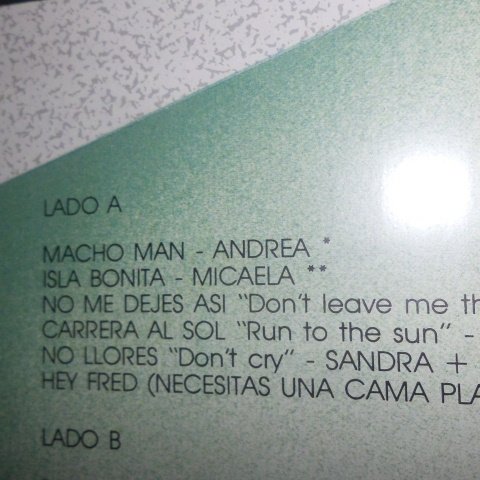 LADO A
MACHO MAN - ANDREA *
ISLA BONITA - MICAELA **
NO ME DEJES ASI "Don't leave me th
CARRERA AL SOL "Run to the sun" -
NO LLORES "Don't cry" - SANDRA +
HEY FRED (NECESITAS UNA CAMA PLA
LADO B